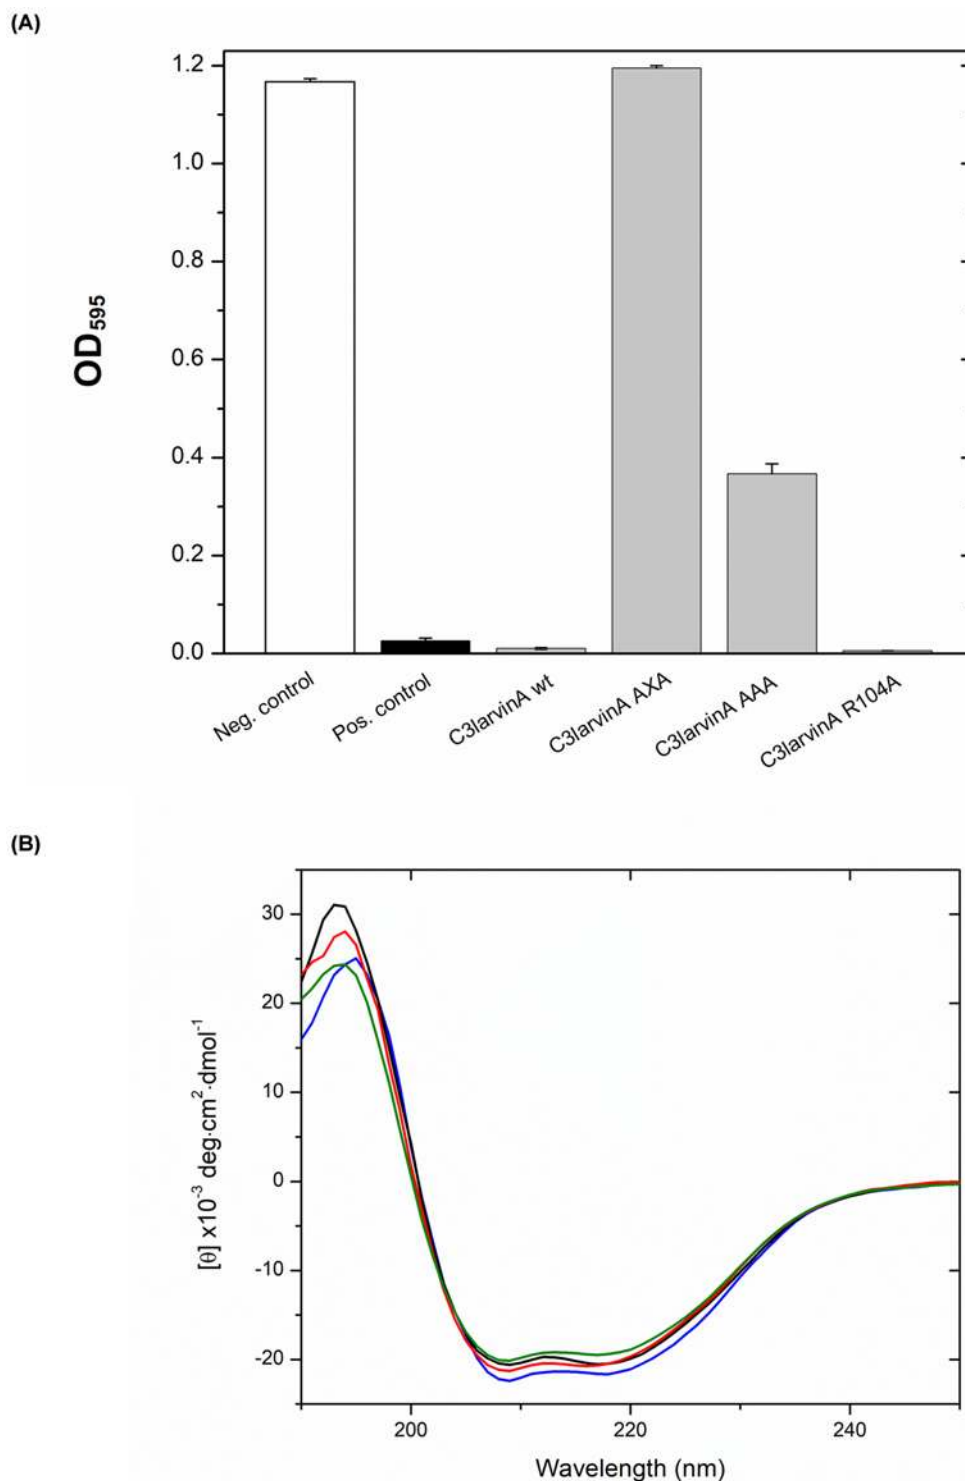 (A)
1.2
1.0
0.8
0.6
0.4
0.2
0.0
OD595
Neg. control
Pos. control
C3larvinA wt
C3larvinA AXA
C3larvinA AAA
C3larvinA R104A
(B)
30
20
10
0
-10
-20
[θ] x10⁻³ deg·cm²·dmol⁻¹
200
220
240
Wavelength (nm)